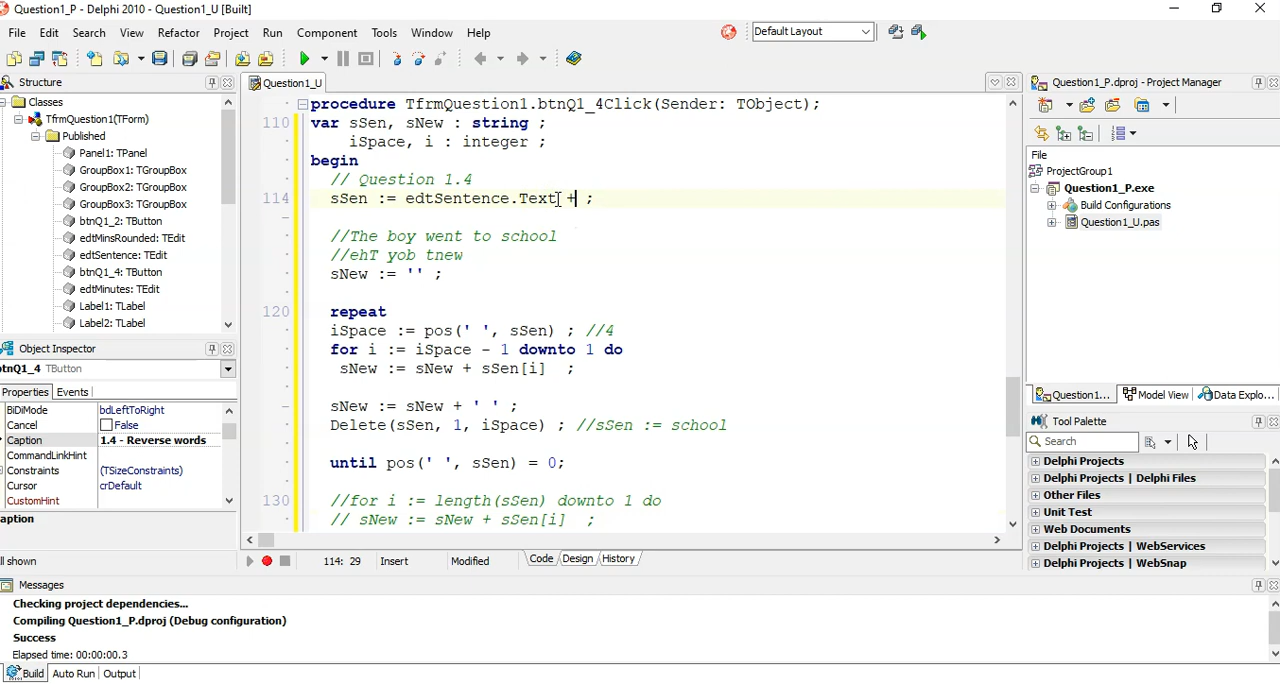 Question1_P - Delphi 2010 - Question1_U [Built]
File Edit Search View Refactor Project Run Component Tools Window Help
Default Layout
Structure
Question1_U
Question1_P.dproj - Project Manager
Classes
TfrmQuestion1(TForm)
Published
Panel1: TPanel
GroupBox1: TGroupBox
GroupBox2: TGroupBox
GroupBox3: TGroupBox
btnQ1_2: TButton
edtMinsRounded: TEdit
edtSentence: TEdit
btnQ1_4: TButton
edtMinutes: TEdit
Label1: TLabel
Label2: TLabel
procedure TfrmQuestion1.btnQ1_4Click(Sender: TObject);
110 var sSen, sNew : string ;
iSpace, i : integer ;
begin
// Question 1.4
114 sSen := edtSentence.Text + ;
//The boy went to school
//ehT yob tnew
sNew := '' ;
120 repeat
iSpace := pos(' ', sSen) ; //4
for i := iSpace - 1 downto 1 do
sNew := sNew + sSen[i] ;
sNew := sNew + ' ' ;
Delete(sSen, 1, iSpace) ; //sSen := school
until pos(' ', sSen) = 0;
130 //for i := length(sSen) downto 1 do
// sNew := sNew + sSen[i] ;
File
ProjectGroup1
Question1_P.exe
Build Configurations
Question1_U.pas
Question1... Model View Data Explo...
Tool Palette
Search
Delphi Projects
Delphi Projects | Delphi Files
Other Files
Unit Test
Web Documents
Delphi Projects | WebServices
Delphi Projects | WebSnap
Object Inspector
btnQ1_4 TButton
Properties Events
BiDiMode bdLeftToRight
Cancel False
Caption 1.4 - Reverse words
CommandLinkHint
Constraints (TSizeConstraints)
Cursor crDefault
CustomHint
aption
ll shown
114: 29 Insert Modified Code Design History
Messages
Checking project dependencies...
Compiling Question1_P.dproj (Debug configuration)
Success
Elapsed time: 00:00:00.3
Build Auto Run Output